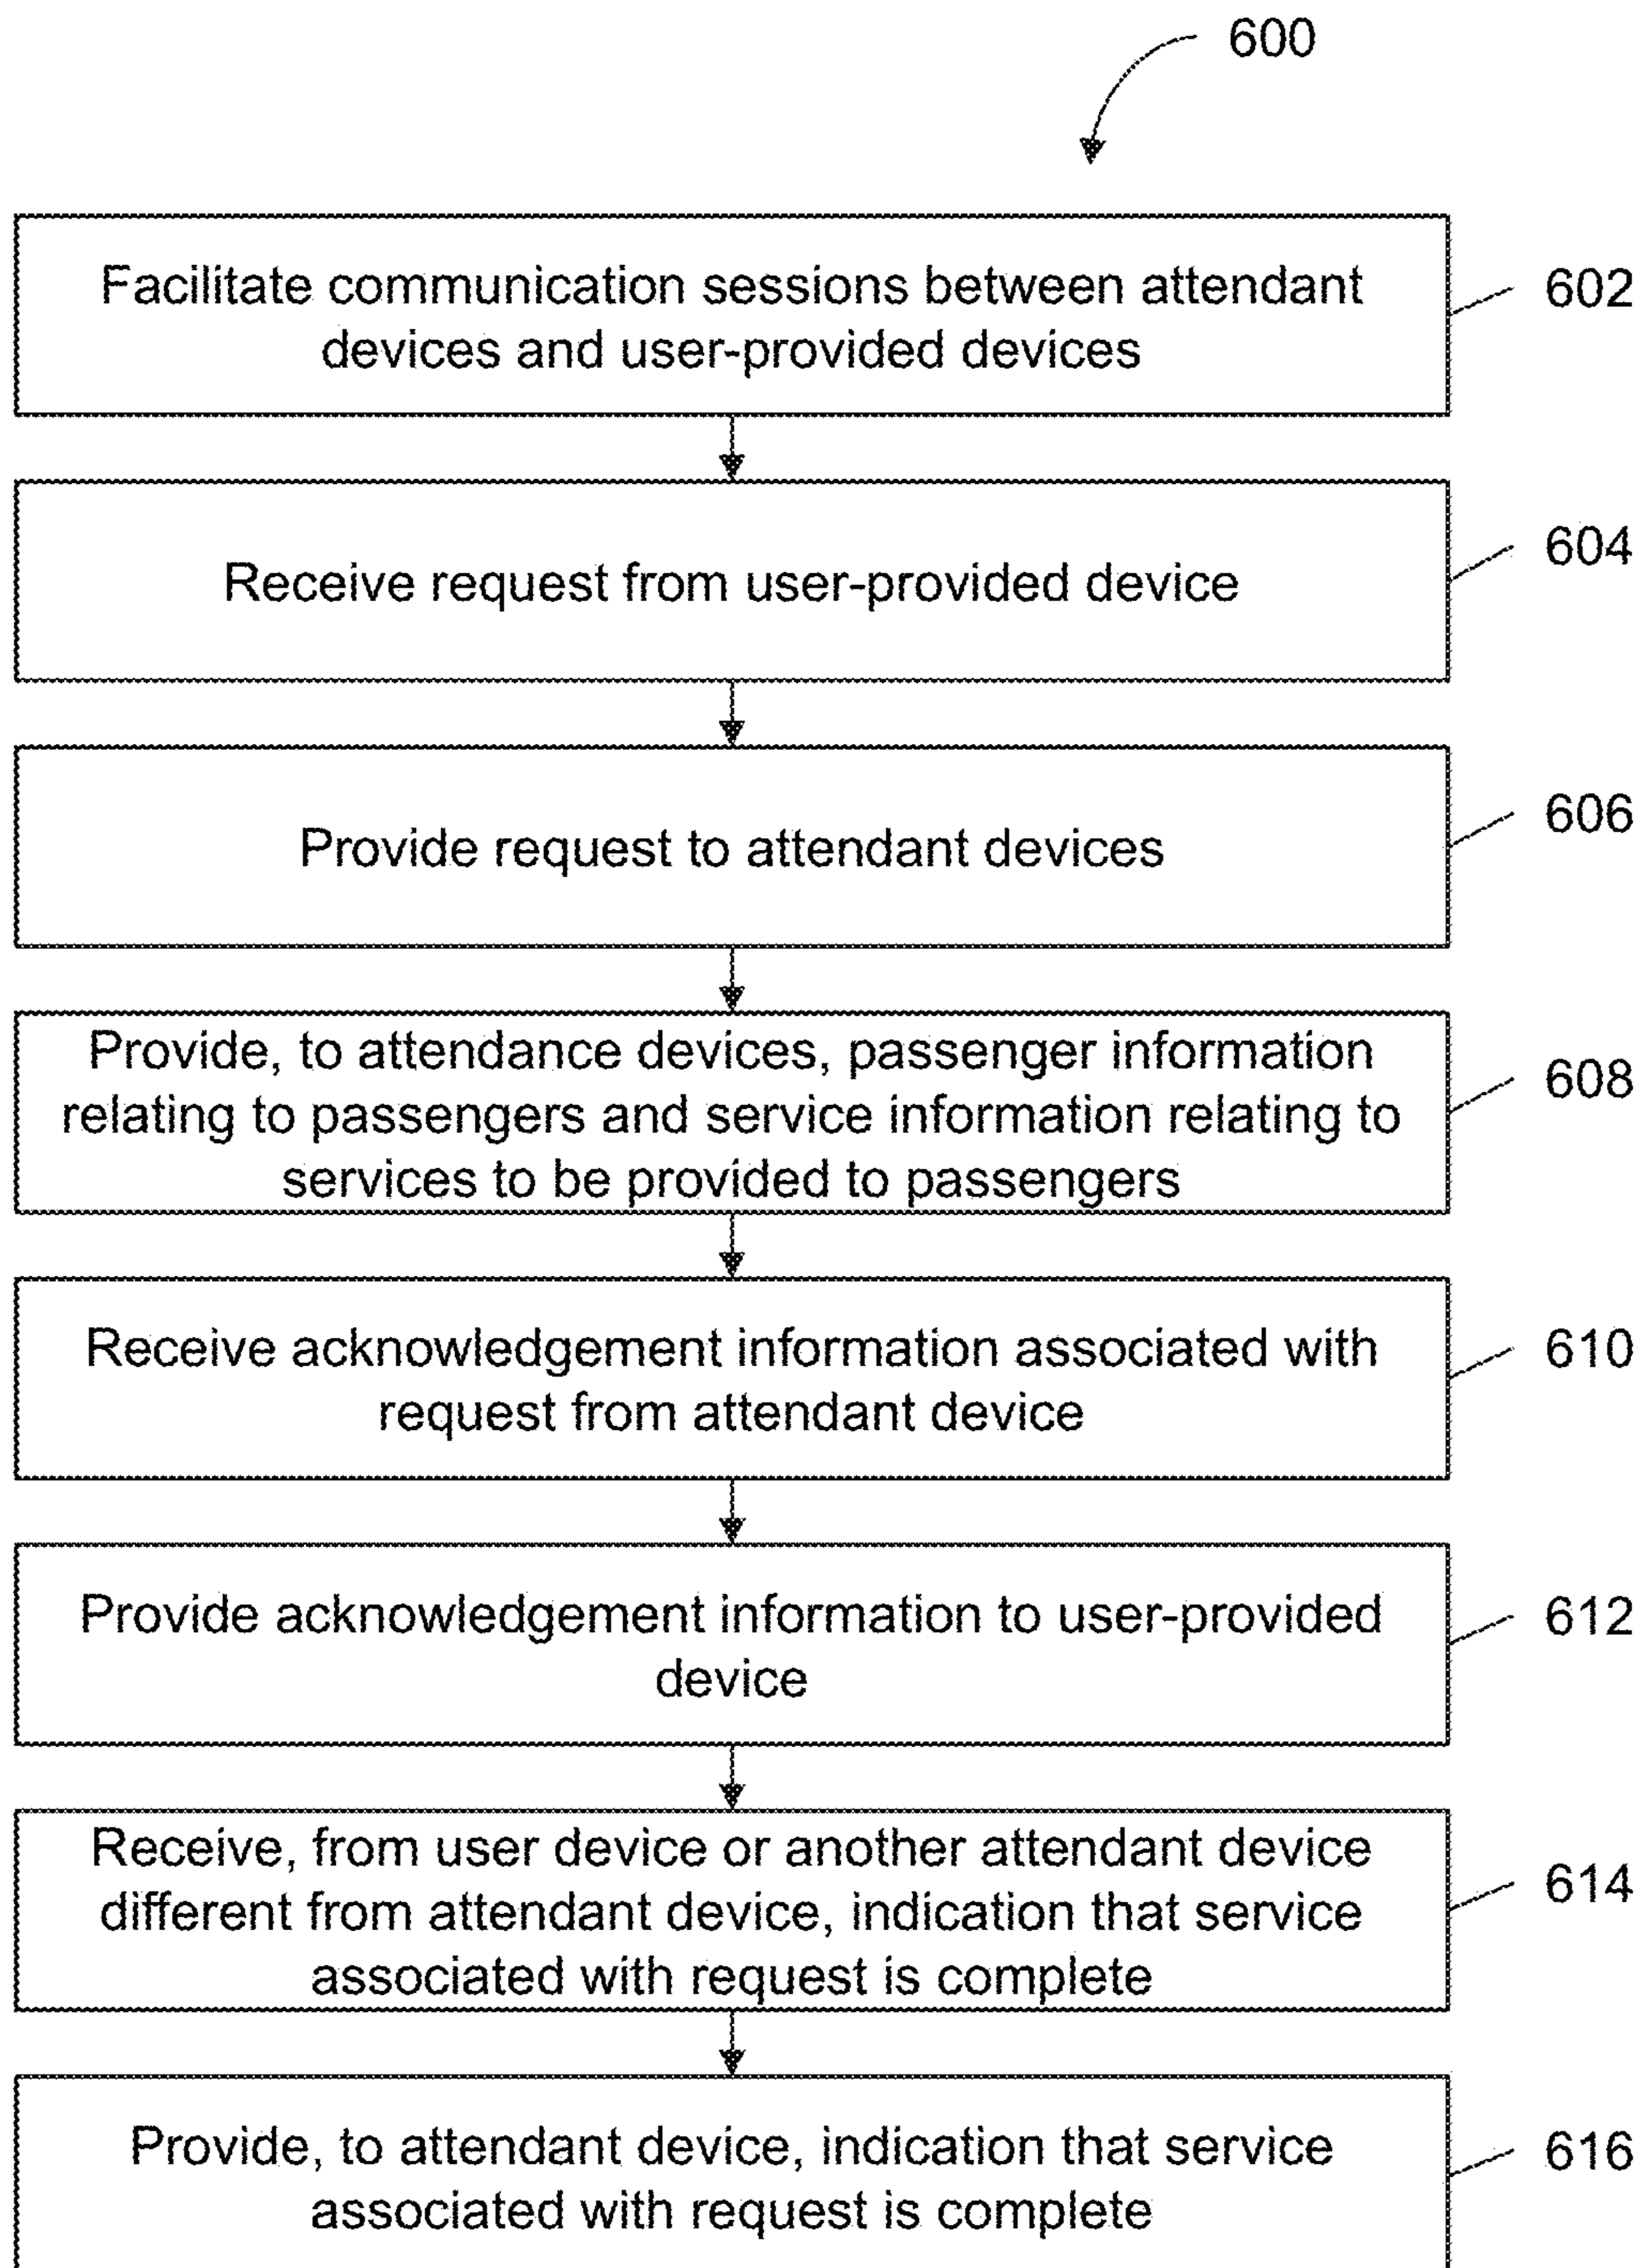 600
Facilitate communication sessions between attendant
devices and user-provided devices
602
Receive request from user-provided device
604
Provide request to attendant devices
606
Provide, to attendance devices, passenger information
relating to passengers and service information relating to
services to be provided to passengers
608
Receive acknowledgement information associated with
request from attendant device
610
Provide acknowledgement information to user-provided
device
612
Receive, from user device or another attendant device
different from attendant device, indication that service
associated with request is complete
614
Provide, to attendant device, indication that service
associated with request is complete
616